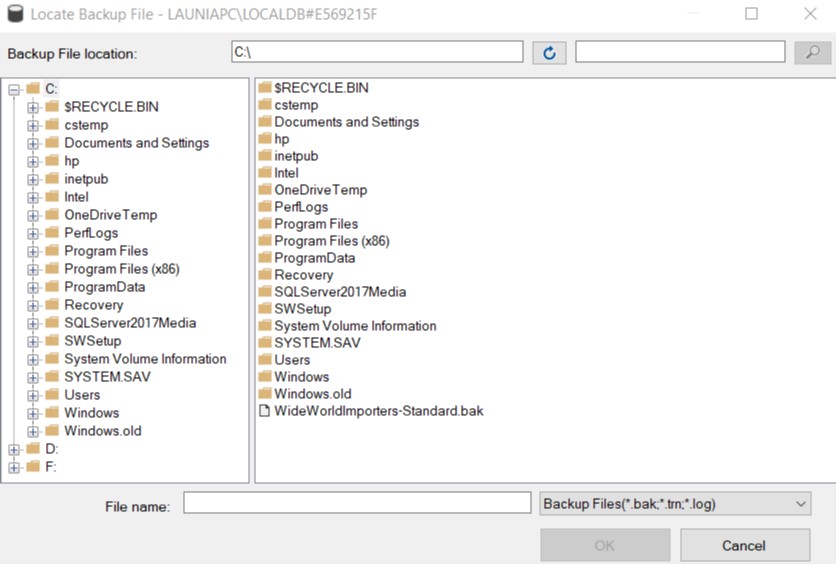 Locate Backup File - LAUNIAPC\LOCALDB#E569215F
Backup File location: C:\
C:
$RECYCLE.BIN
cstemp
Documents and Settings
hp
inetpub
Intel
OneDriveTemp
PerfLogs
Program Files
Program Files (x86)
ProgramData
Recovery
SQLServer2017Media
SWSetup
System Volume Information
SYSTEM.SAV
Users
Windows
Windows.old
D:
F:
$RECYCLE.BIN
cstemp
Documents and Settings
hp
inetpub
Intel
OneDriveTemp
PerfLogs
Program Files
Program Files (x86)
ProgramData
Recovery
SQLServer2017Media
SWSetup
System Volume Information
SYSTEM.SAV
Users
Windows
Windows.old
WideWorldImporters-Standard.bak
File name: Backup Files(*.bak;*.trn;*.log)
OK Cancel